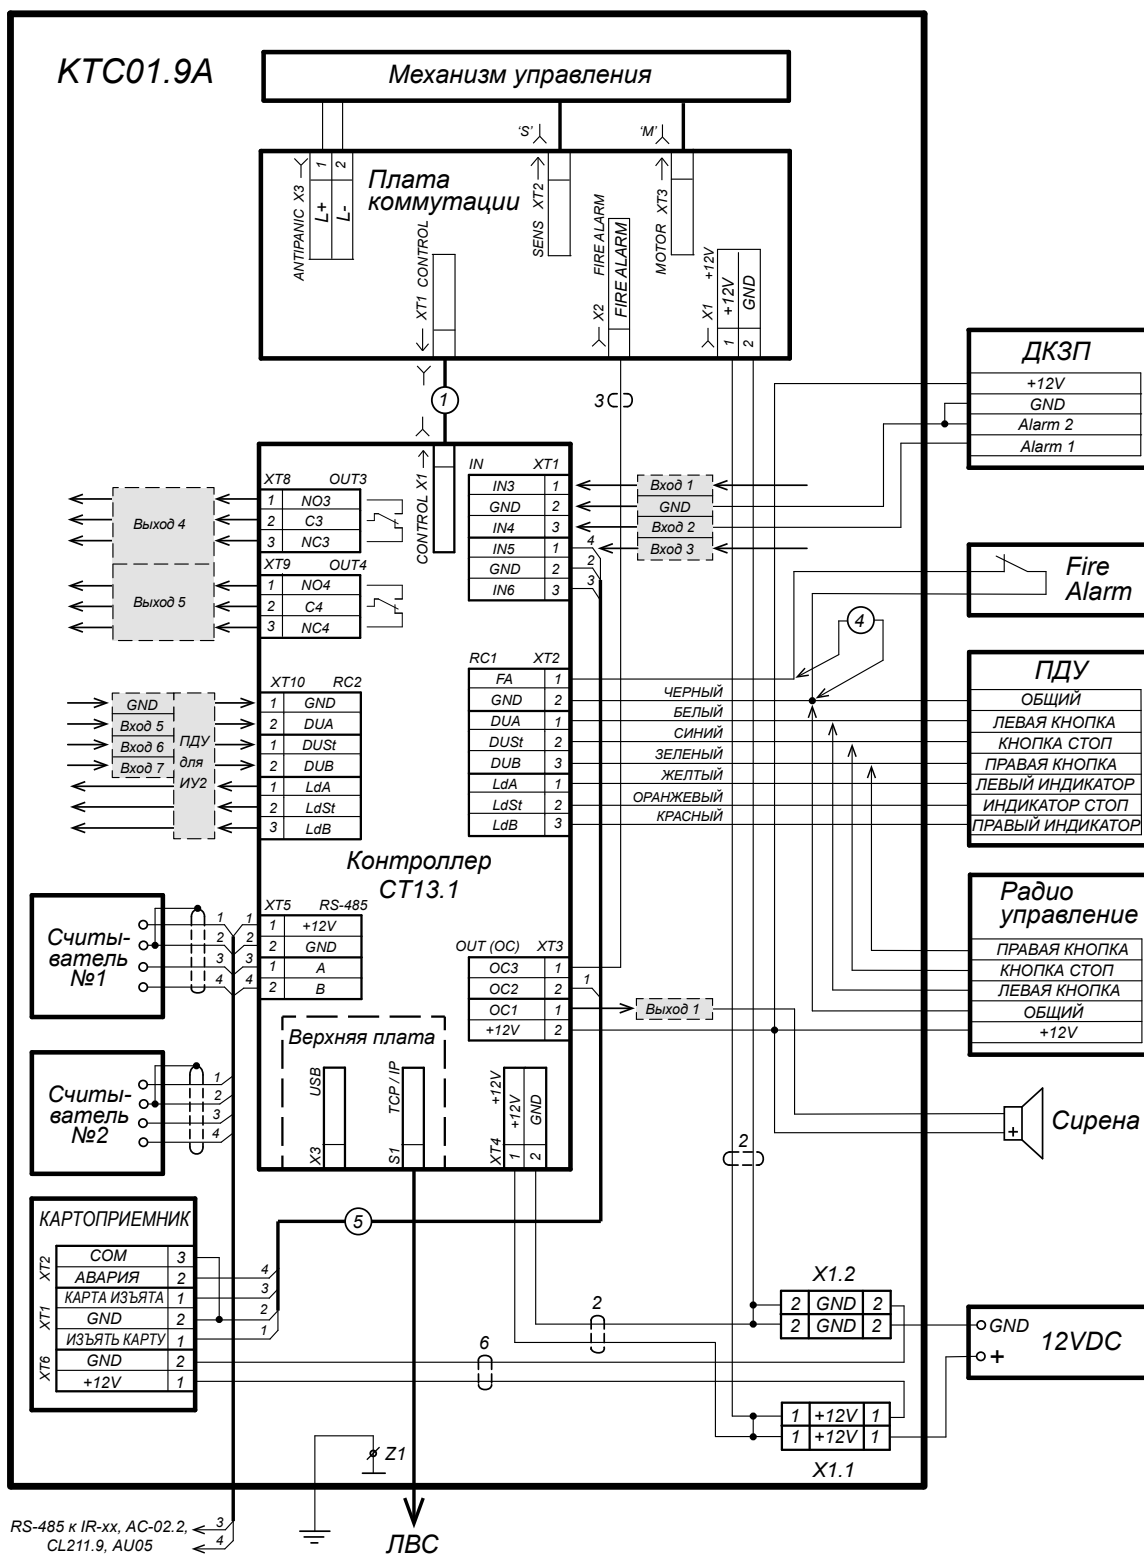 КТС01.9А
Механизм управления
'S'
'M'
ANTIPANIC X3
1
2
L+
L-
Плата
коммутации
XT1 CONTROL
SENS XT2
X2 FIRE ALARM
FIRE ALARM
MOTOR XT3
X1 +12V
+12V
GND
1
2
1
3
CONTROL X1
ДКЗП
+12V
GND
Alarm 2
Alarm 1
XT8 OUT3
1 NO3
2 C3
3 NC3
Выход 4
XT9 OUT4
1 NO4
2 C4
3 NC4
Выход 5
IN XT1
IN3 1
GND 2
IN4 3
IN5 1
GND 2
IN6 3
4
2
3
Вход 1
GND
Вход 2
Вход 3
Fire
Alarm
4
XT10 RC2
1 GND
2 DUA
1 DUSt
2 DUB
1 LdA
2 LdSt
3 LdB
GND
Вход 5
Вход 6
Вход 7
ПДУ
для
ИУ2
RC1 XT2
FA 1
GND 2
DUA 1
DUSt 2
DUB 3
LdA 1
LdSt 2
LdB 3
ЧЕРНЫЙ
БЕЛЫЙ
СИНИЙ
ЗЕЛЕНЫЙ
ЖЕЛТЫЙ
ОРАНЖЕВЫЙ
КРАСНЫЙ
ПДУ
ОБЩИЙ
ЛЕВАЯ КНОПКА
КНОПКА СТОП
ПРАВАЯ КНОПКА
ЛЕВЫЙ ИНДИКАТОР
ИНДИКАТОР СТОП
ПРАВЫЙ ИНДИКАТОР
Контроллер
СТ13.1
Радио
управление
ПРАВАЯ КНОПКА
КНОПКА СТОП
ЛЕВАЯ КНОПКА
ОБЩИЙ
+12V
Считы-
ватель
№1
1 1
2 2
3 3
4 4
XT5 RS-485
1 +12V
2 GND
1 A
2 B
OUT (OC) XT3
OC3 1
OC2 2
OC1 1
+12V 2
1
Выход 1
Верхняя плата
X3 USB
S1 TCP / IP
XT4 +12V
1 +12V
2 GND
Считы-
ватель
№2
1
2
3
4
Сирена
+
2
КАРТОПРИЕМНИК
XT2
COM 3
АВАРИЯ 2
XT1
КАРТА ИЗЪЯТА 1
GND 2
ИЗЪЯТЬ КАРТУ 1
XT6
GND 2
+12V 1
4
3
2
1
5
6
2
X1.2
2 GND 2
2 GND 2
1 +12V 1
1 +12V 1
X1.1
GND
+
12VDC
Z1
RS-485 к IR-xx, AC-02.2,
CL211.9, AU05
3
4
ЛВС